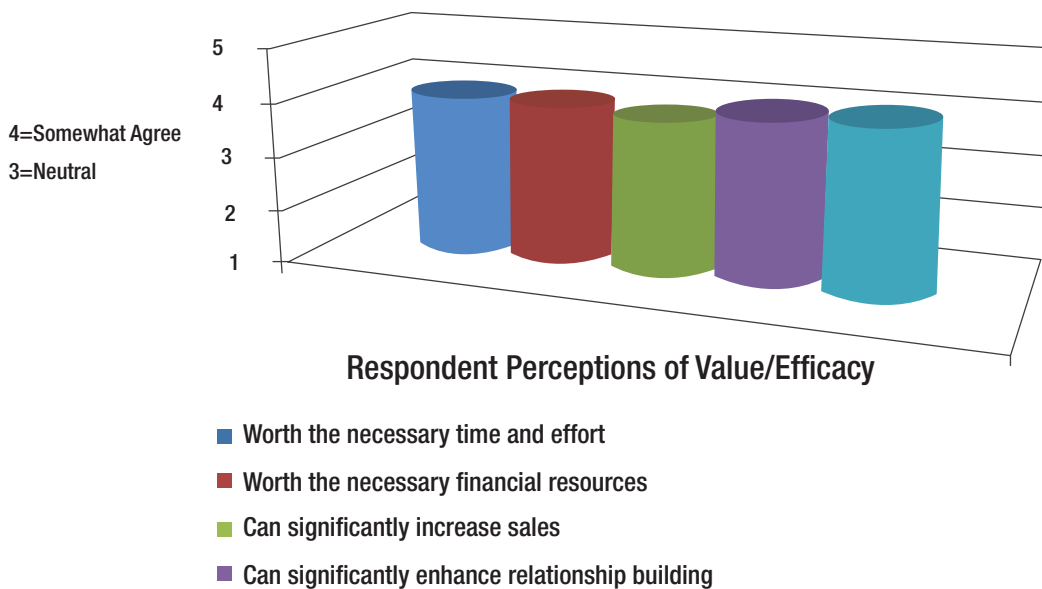 5
4
3
2
1
4=Somewhat Agree
3=Neutral
Respondent Perceptions of Value/Efficacy
Worth the necessary time and effort
Worth the necessary financial resources
Can significantly increase sales
Can significantly enhance relationship building